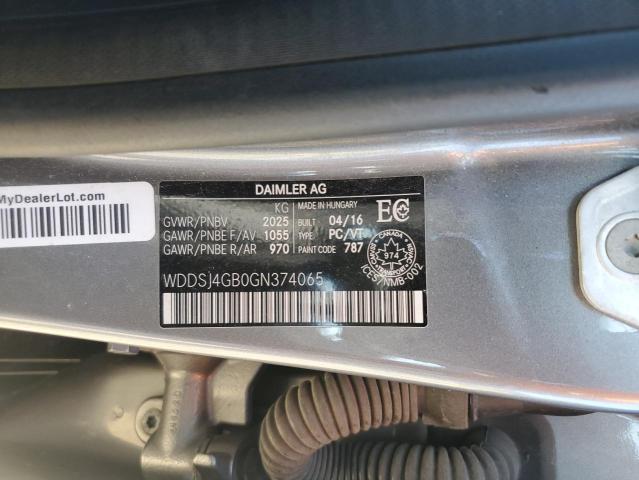 MyDealerLot.com
DAIMLER AG
KG MADE IN HUNGARY EC
GVWR/PNBV 2025 BUILT 04/16
GAWR/PNBE F/AV 1055 TYPE PC/VT
GAWR/PNBE R/AR 970 PAINT CODE 787
CANADA
974
TRANSPORT
ICES/NMB-002
WDDSJ4GB0GN374065